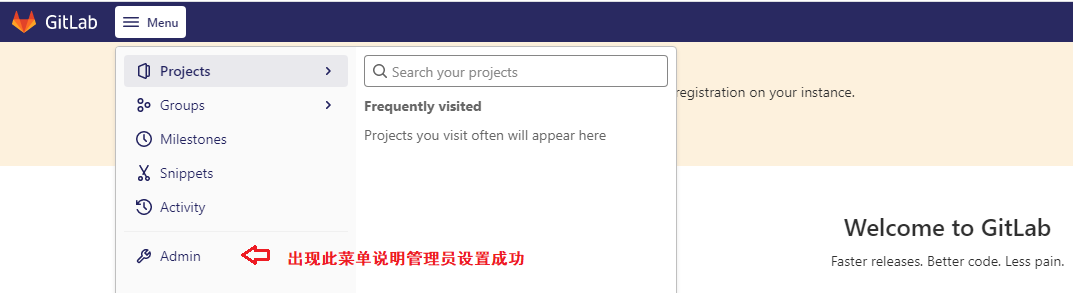 GitLab
Menu
Projects
Search your projects
registration on your instance.
Groups
Frequently visited
Milestones
Projects you visit often will appear here
Snippets
Activity
Welcome to GitLab
Admin
出现此菜单说明管理员设置成功
Faster releases. Better code. Less pain.